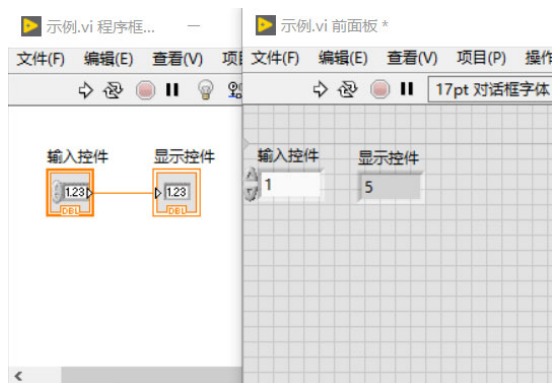 示例.vi 程序框...
文件(F) 编辑(E) 查看(V)
输入控件 显示控件
1.23 1.23
DBL DBL
示例.vi 前面板 *
文件(F) 编辑(E) 查看(V) 项目(P) 操作
17pt 对话框字体
输入控件 显示控件
1 5